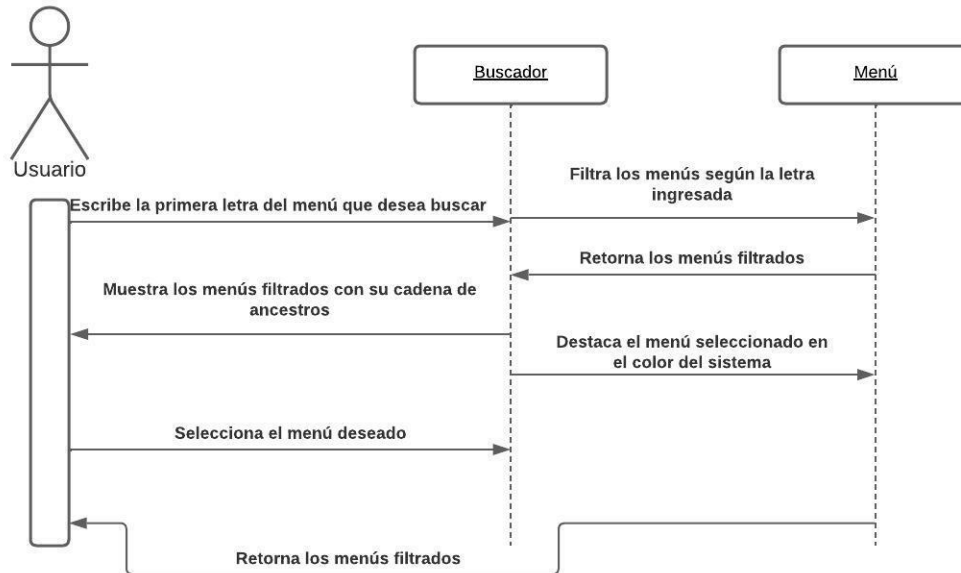 Buscador
Menú
Usuario
Filtra los menús según la letra
ingresada
Escribe la primera letra del menú que desea buscar
Retorna los menús filtrados
Muestra los menús filtrados con su cadena de
ancestros
Destaca el menú seleccionado en
el color del sistema
Selecciona el menú deseado
Retorna los menús filtrados